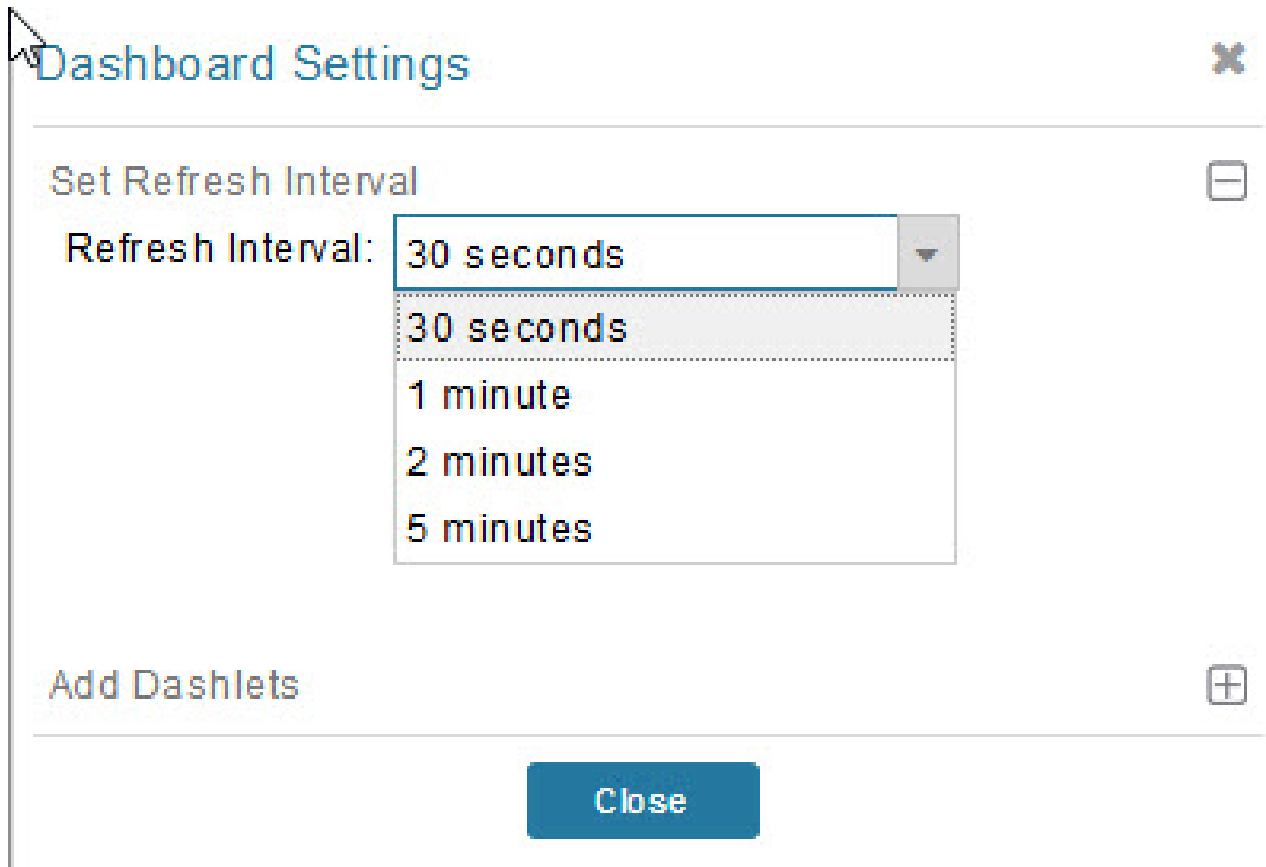 Dashboard Settings
Set Refresh Interval
Refresh Interval: 30 seconds
30 seconds
1 minute
2 minutes
5 minutes
Add Dashlets
Close